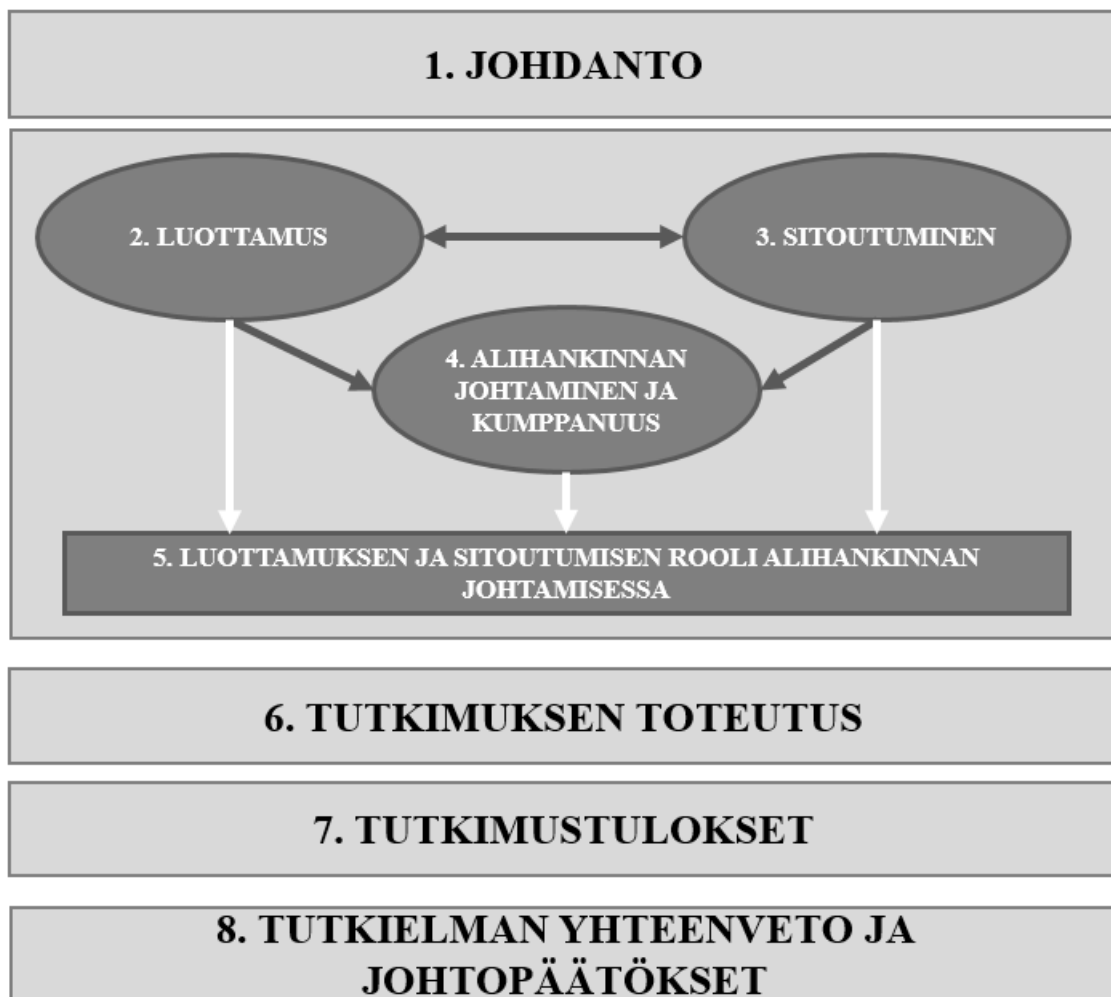 1. JOHDANTO
2. LUOTTAMUS
3. SITOUTUMINEN
4. ALIHANKINNAN
JOHTAMINEN JA
KUMPPANUUS
5. LUOTTAMUKSEN JA SITOUTUMISEN ROOLI ALIHANKINNAN
JOHTAMISESSA
6. TUTKIMUKSEN TOTEUTUS
7. TUTKIMUSTULOKSET
8. TUTKIELMAN YHTEENVETO JA
JOHTOPÄÄTÖKSET